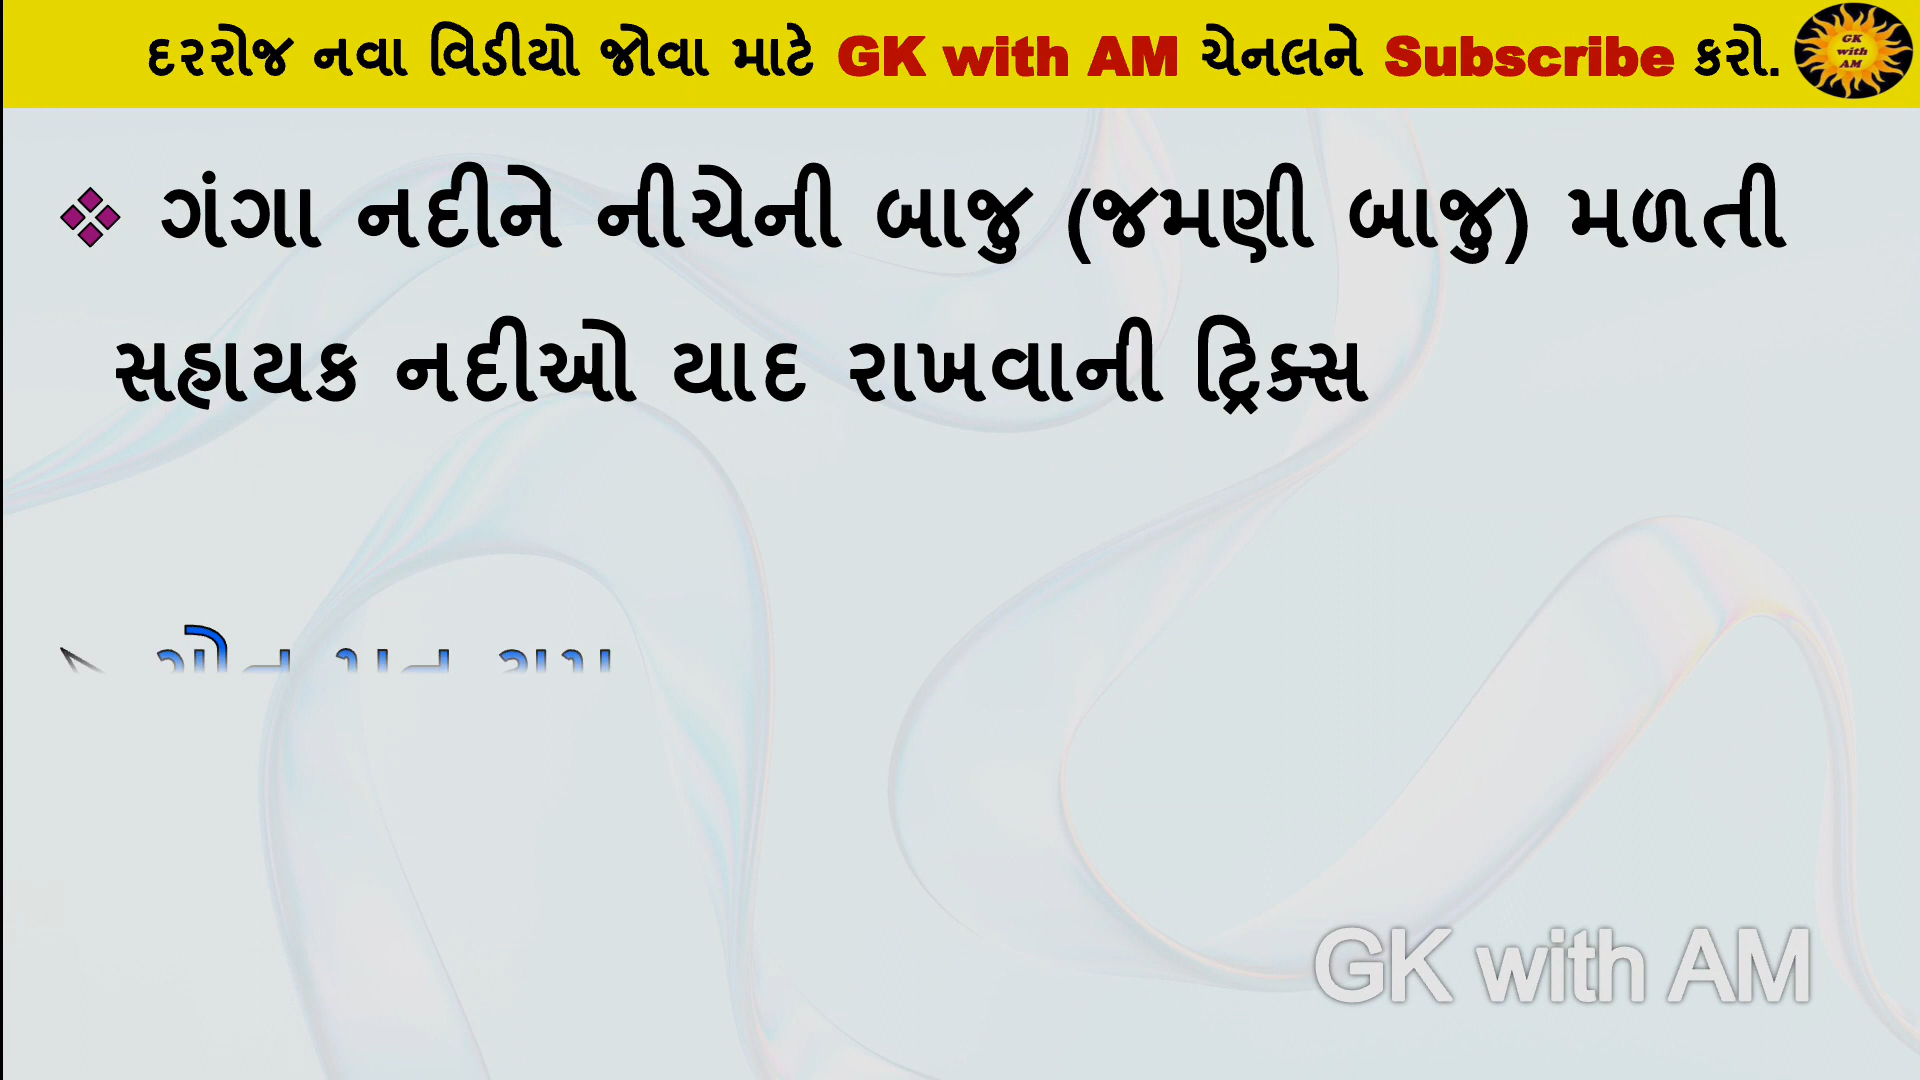 દરરોજ નવા વિડીયો જોવા માટે GK with AM ચેનલને Subscribe કરો.
GK
with
AM
ગંગા નદીને નીચેની બાજુ (જમણી બાજુ) મળતી
સહાયક નદીઓ યાદ રાખવાની ટ્રિક્સ
GK with AM